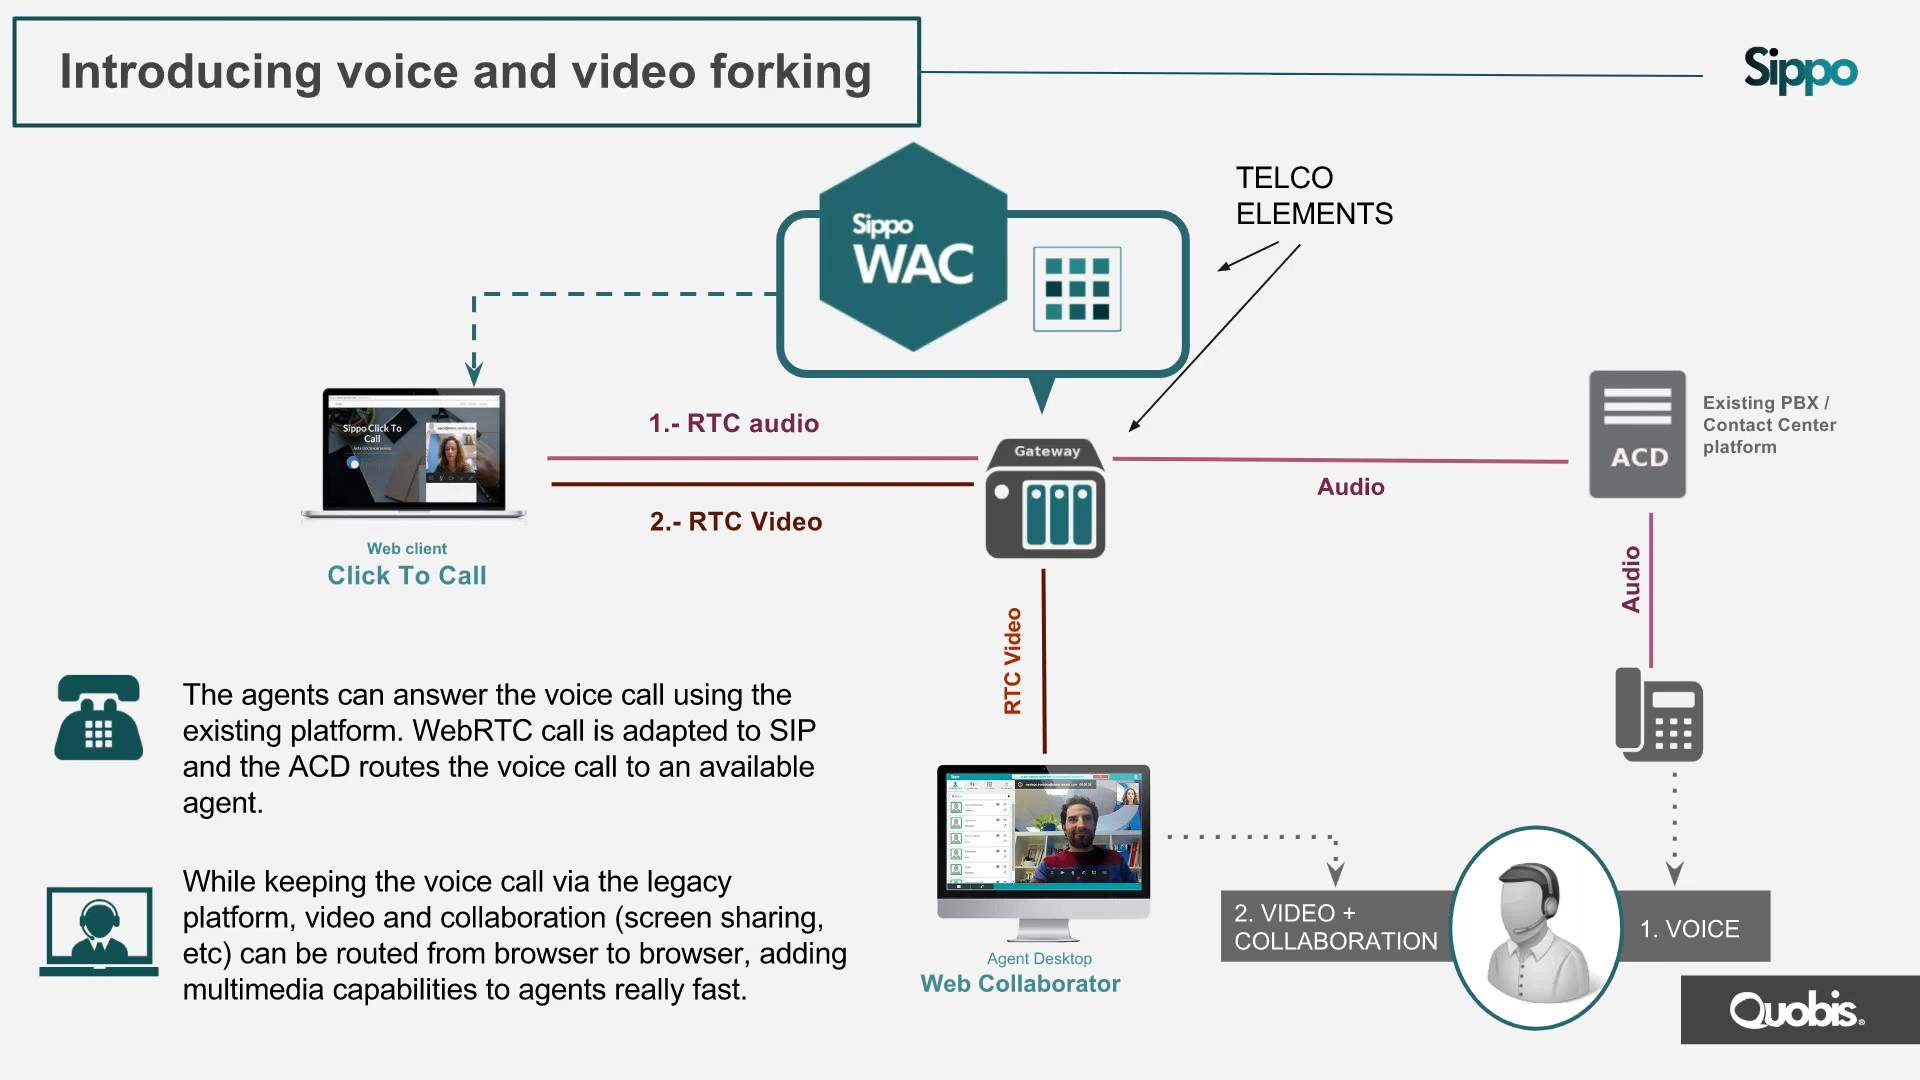 Introducing voice and video forking
Sippo
TELCO
ELEMENTS
Sippo
WAC
Sippo Click To
Call
1.- RTC audio
2.- RTC Video
Gateway
Audio
ACD
Existing PBX /
Contact Center
platform
Web client
Click To Call
RTC Video
Audio
The agents can answer the voice call using the
existing platform. WebRTC call is adapted to SIP
and the ACD routes the voice call to an available
agent.
While keeping the voice call via the legacy
platform, video and collaboration (screen sharing,
etc) can be routed from browser to browser, adding
multimedia capabilities to agents really fast.
Sippo
Agent Desktop
Web Collaborator
2. VIDEO +
COLLABORATION
1. VOICE
Quobis®